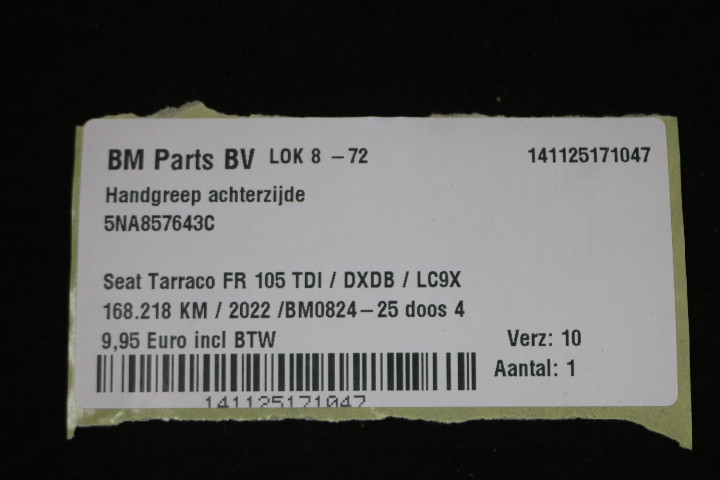 BM Parts BV LOK 8 - 72 141125171047
Handgreep achterzijde
5NA857643C
Seat Tarraco FR 105 TDI / DXDB / LC9X
168.218 KM / 2022 /BM0824-25 doos 4
9,95 Euro incl BTW Verz: 10
Aantal: 1
141125171047